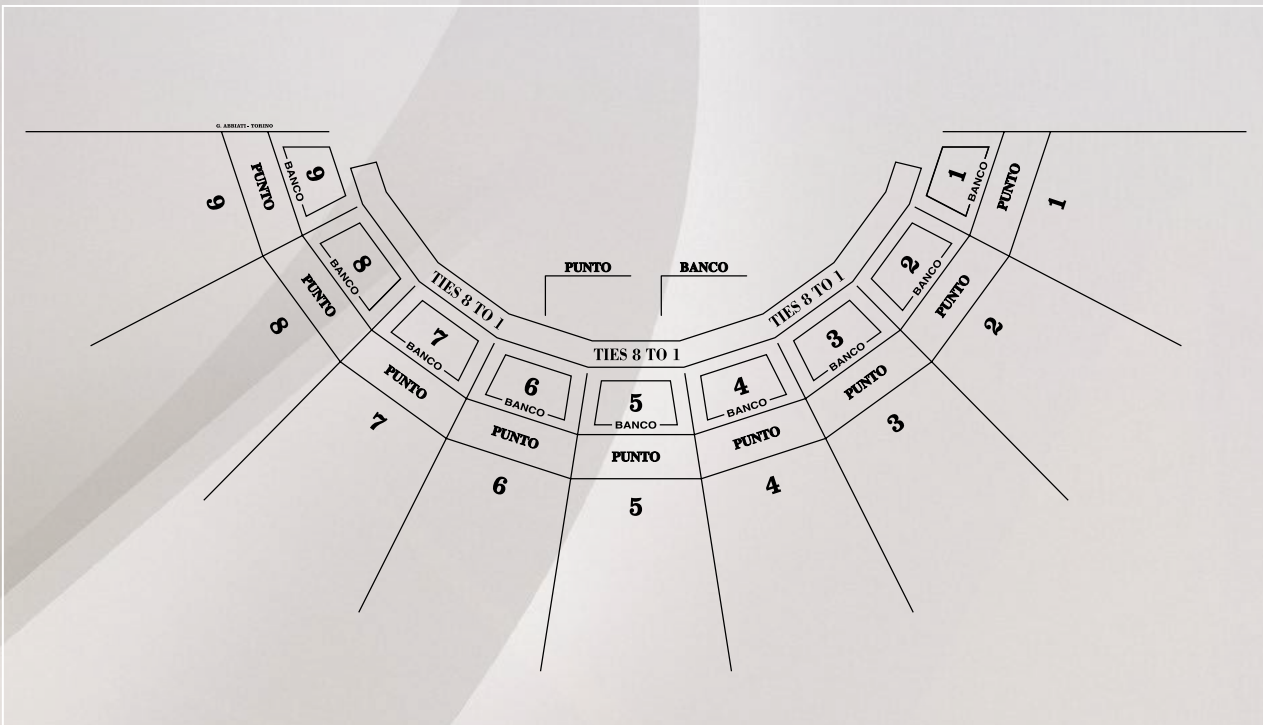 G. ABBIATI - TORINO
9
BANCO
PUNTO
9
1
BANCO
PUNTO
1
8
BANCO
PUNTO
8
2
BANCO
PUNTO
2
PUNTO
BANCO
TIES 8 TO 1
TIES 8 TO 1
TIES 8 TO 1
7
BANCO
PUNTO
7
3
BANCO
PUNTO
3
6
BANCO
PUNTO
6
4
BANCO
PUNTO
4
5
BANCO
PUNTO
5